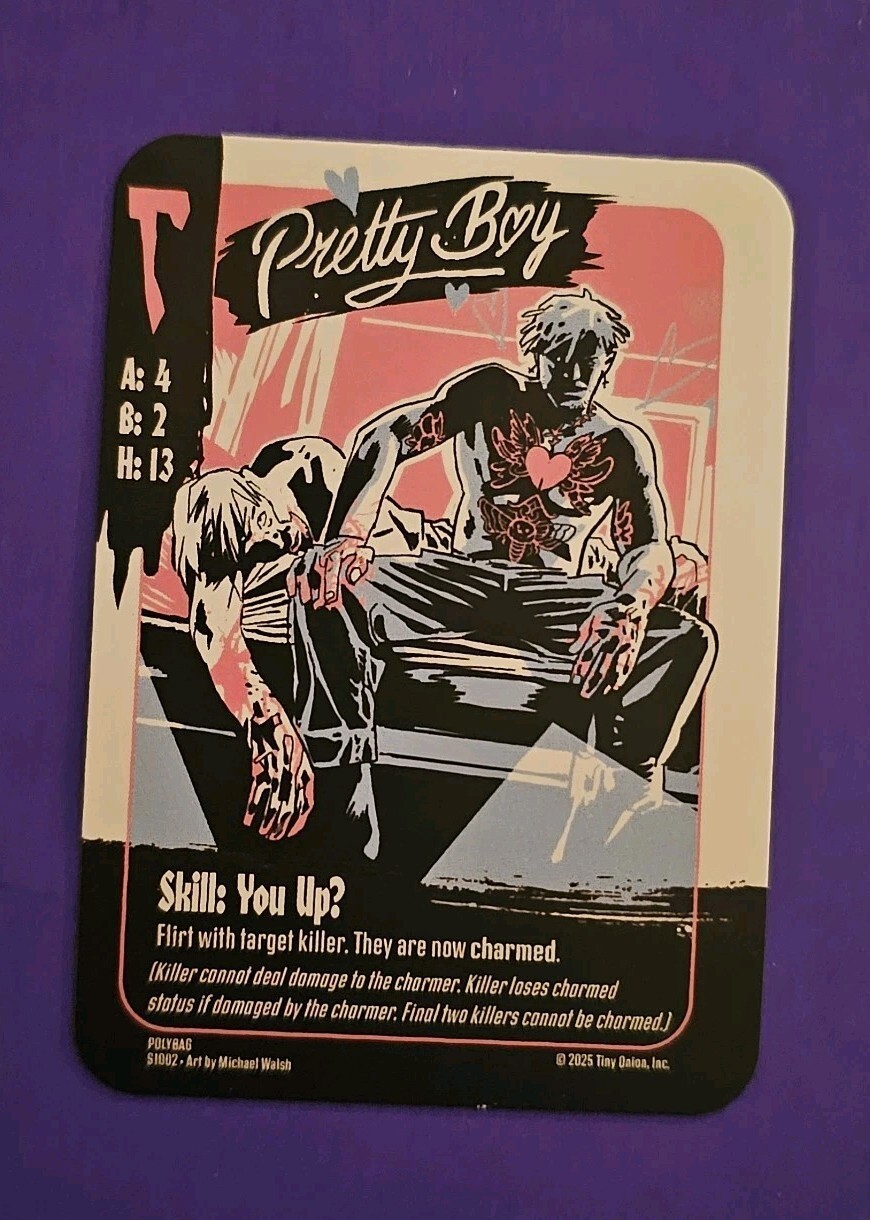 Pretty Boy
A: 4
B: 2
H: 13
Skill: You Up?
Flirt with target killer. They are now charmed.
(Killer cannot deal damage to the charmer. Killer loses charmed
status if damaged by the charmer. Final two killers cannot be charmed.)
POLYBAG
S1002 • Art by Michael Walsh
© 2025 Tiny Onion, Inc.